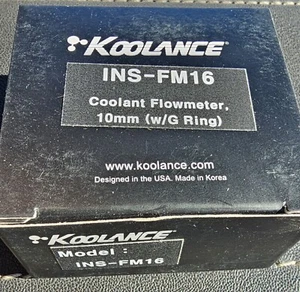 KOOLANCE
INS-FM16
Coolant Flowmeter,
10mm (w/G Ring)
www.koolance.com
Designed in the USA. Made in Korea
KOOLANCE
Model :
INS-FM16